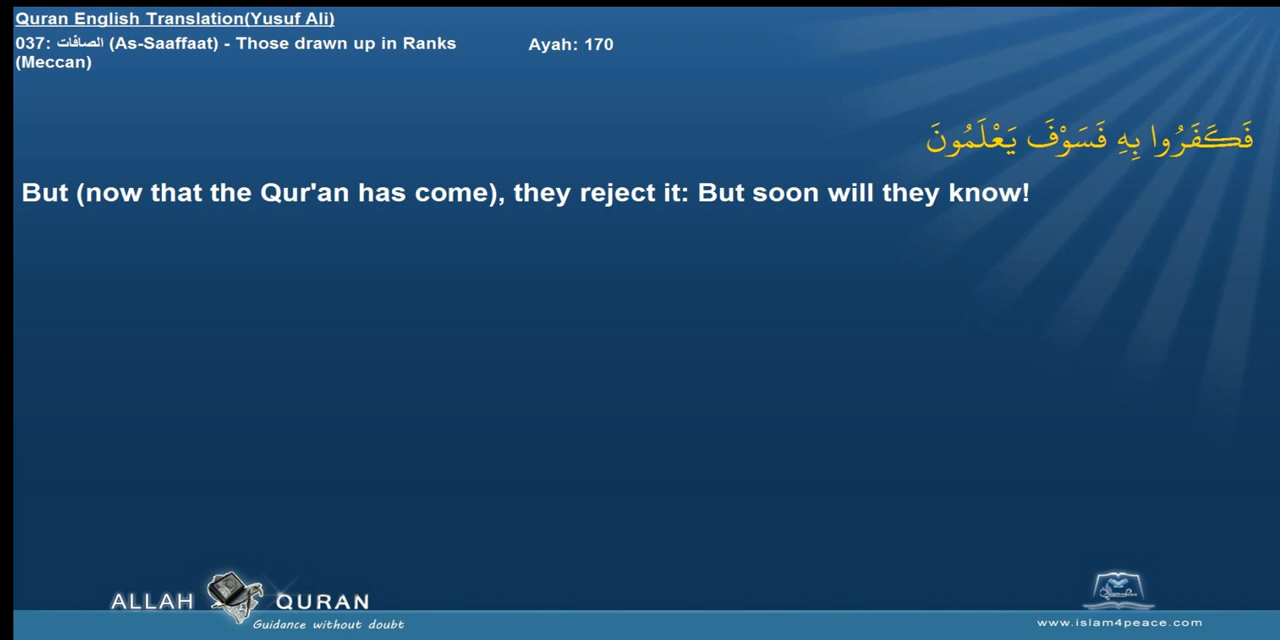 Quran English Translation(Yusuf Ali)
037: الصافات (As-Saaffaat) - Those drawn up in Ranks (Meccan)
Ayah: 170
فَكَفَرُوا بِهِ فَسَوْفَ يَعْلَمُونَ
But (now that the Qur'an has come), they reject it: But soon will they know!
ALLAH QURAN
Guidance without doubt
www.islam4peace.com